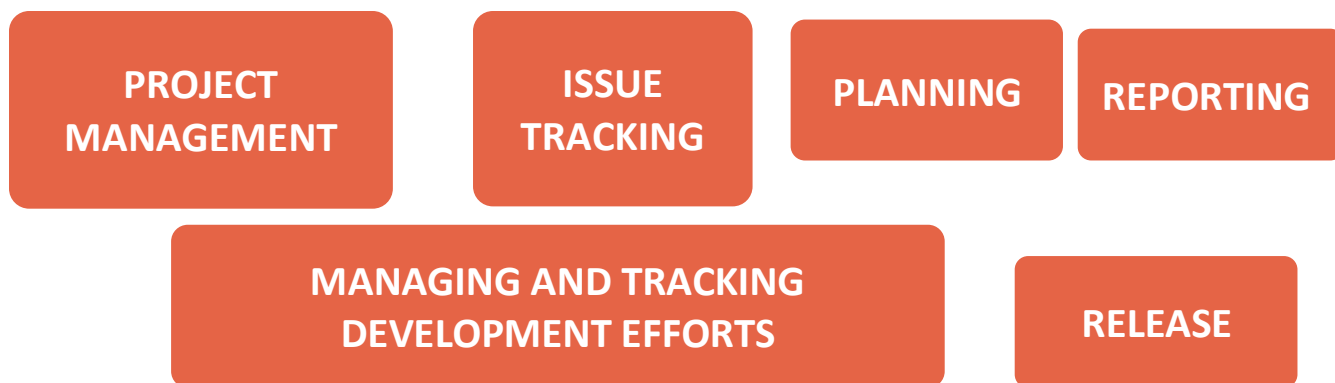 PROJECT
MANAGEMENT
ISSUE
TRACKING
PLANNING
REPORTING
MANAGING AND TRACKING
DEVELOPMENT EFFORTS
RELEASE